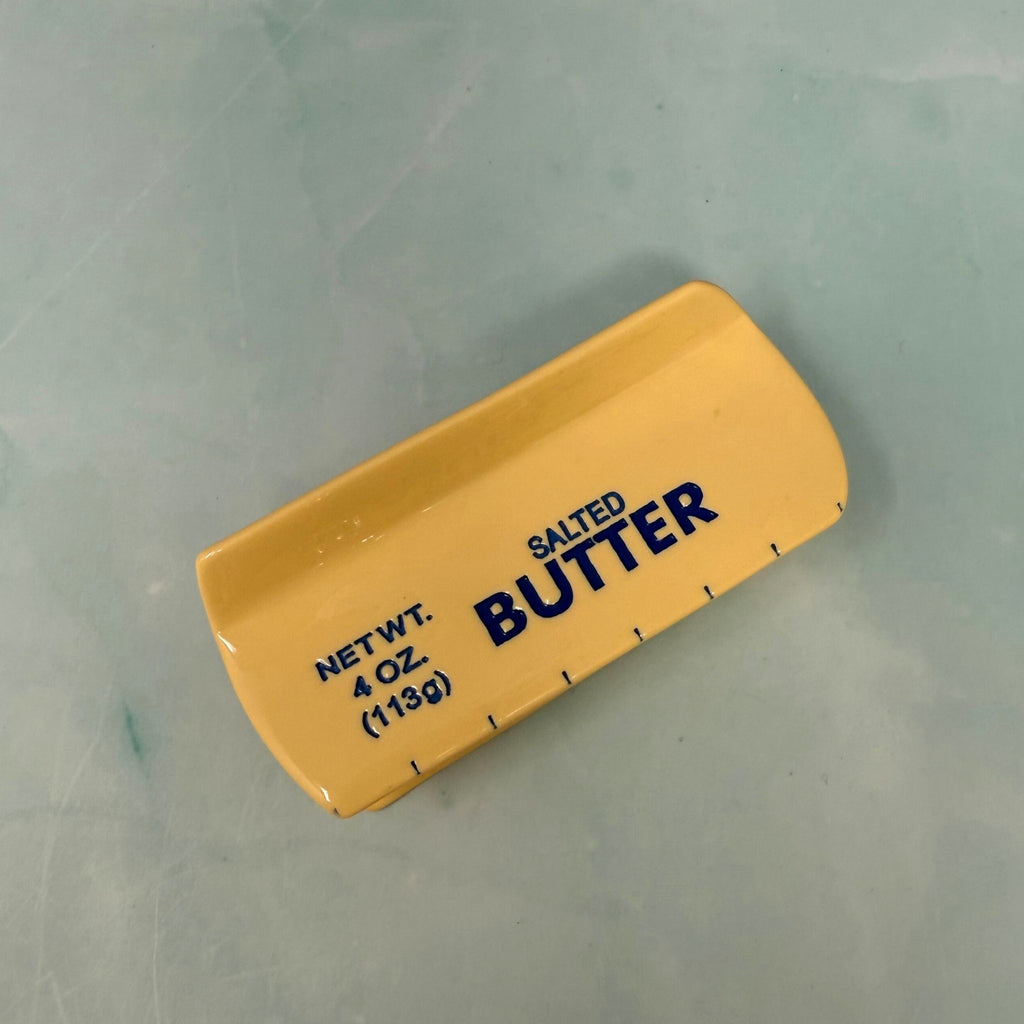 SALTED
BUTTER
NET WT.
4 OZ.
(113g)